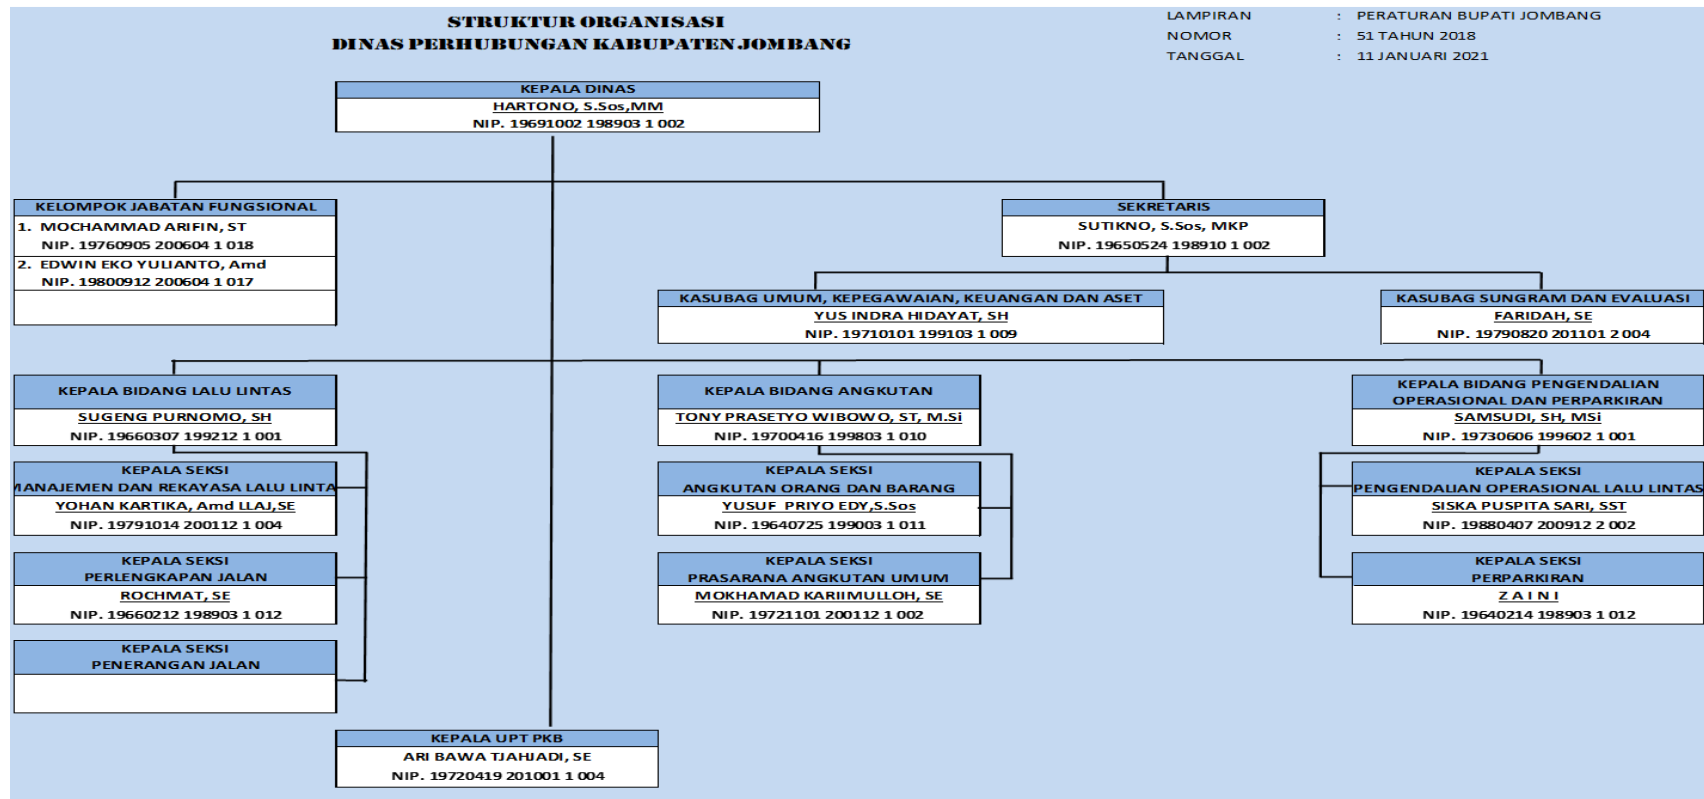 STRUKTUR ORGANISASI
DINAS PERHUBUNGAN KABUPATEN JOMBANG
LAMPIRAN : PERATURAN BUPATI JOMBANG
NOMOR : 51 TAHUN 2018
TANGGAL : 11 JANUARI 2021
KEPALA DINAS
HARTONO, S.Sos,MM
NIP. 19691002 198903 1 002
KELOMPOK JABATAN FUNGSIONAL
1. MOCHAMMAD ARIFIN, ST
NIP. 19760905 200604 1 018
2. EDWIN EKO YULIANTO, Amd
NIP. 19800912 200604 1 017
SEKRETARIS
SUTIKNO, S.Sos, MKP
NIP. 19650524 198910 1 002
KASUBAG UMUM, KEPEGAWAIAN, KEUANGAN DAN ASET
YUS INDRA HIDAYAT, SH
NIP. 19710101 199103 1 009
KASUBAG SUNGRAM DAN EVALUASI
FARIDAH, SE
NIP. 19790820 201101 2 004
KEPALA BIDANG LALU LINTAS
SUGENG PURNOMO, SH
NIP. 19660307 199212 1 001
KEPALA BIDANG ANGKUTAN
TONY PRASETYO WIBOWO, ST, M.Si
NIP. 19700416 199803 1 010
KEPALA BIDANG PENGENDALIAN
OPERASIONAL DAN PERPARKIRAN
SAMSUDI, SH, MSi
NIP. 19730606 199602 1 001
KEPALA SEKSI
MANAJEMEN DAN REKAYASA LALU LINTA
YOHAN KARTIKA, Amd LLAJ,SE
NIP. 19791014 200112 1 004
KEPALA SEKSI
ANGKUTAN ORANG DAN BARANG
YUSUF PRIYO EDY,S.Sos
NIP. 19640725 199003 1 011
KEPALA SEKSI
PENGENDALIAN OPERASIONAL LALU LINTAS
SISKA PUSPITA SARI, SST
NIP. 19880407 200912 2 002
KEPALA SEKSI
PERLENGKAPAN JALAN
ROCHMAT, SE
NIP. 19660212 198903 1 012
KEPALA SEKSI
PRASARANA ANGKUTAN UMUM
MOKHAMAD KARIIMULLOH, SE
NIP. 19721101 200112 1 002
KEPALA SEKSI
PERPARKIRAN
Z A I N I
NIP. 19640214 198903 1 012
KEPALA SEKSI
PENERANGAN JALAN
KEPALA UPT PKB
ARI BAWA TJAHJADI, SE
NIP. 19720419 201001 1 004